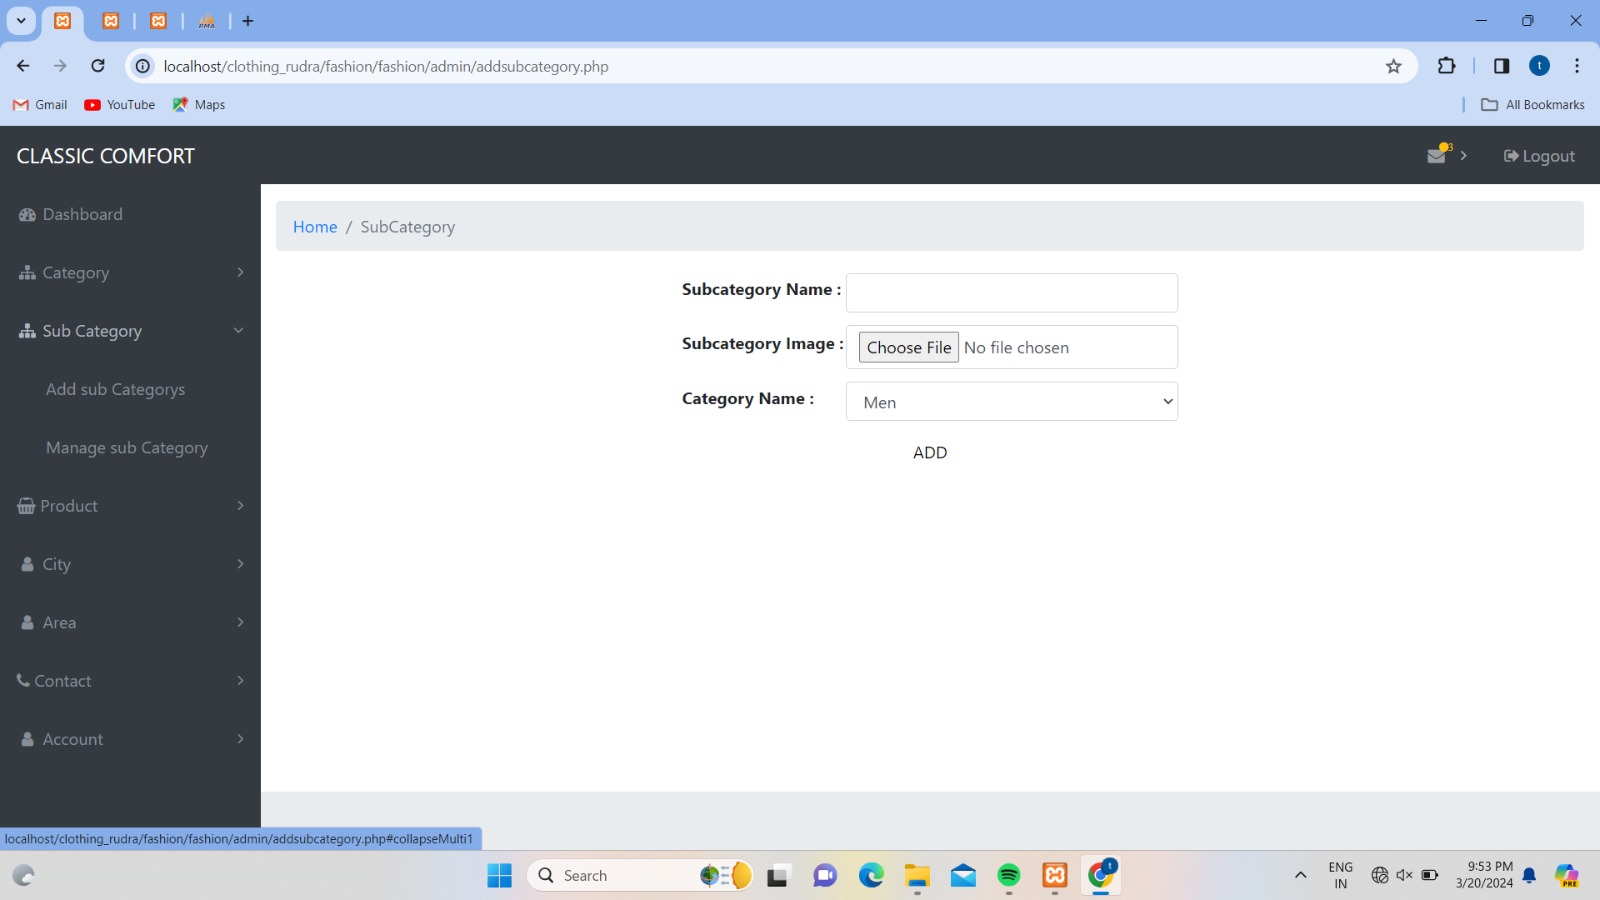 localhost/clothing_rudra/fashion/fashion/admin/addsubcategory.php
t
Gmail YouTube Maps All Bookmarks
CLASSIC COMFORT
3
Logout
Dashboard
Category
Sub Category
Add sub Categorys
Manage sub Category
Product
City
Area
Contact
Account
Home / SubCategory
Subcategory Name :
Subcategory Image : Choose File No file chosen
Category Name : Men
ADD
localhost/clothing_rudra/fashion/fashion/admin/addsubcategory.php#collapseMulti1
Search
t
ENG
IN
9:53 PM
3/20/2024
PRE